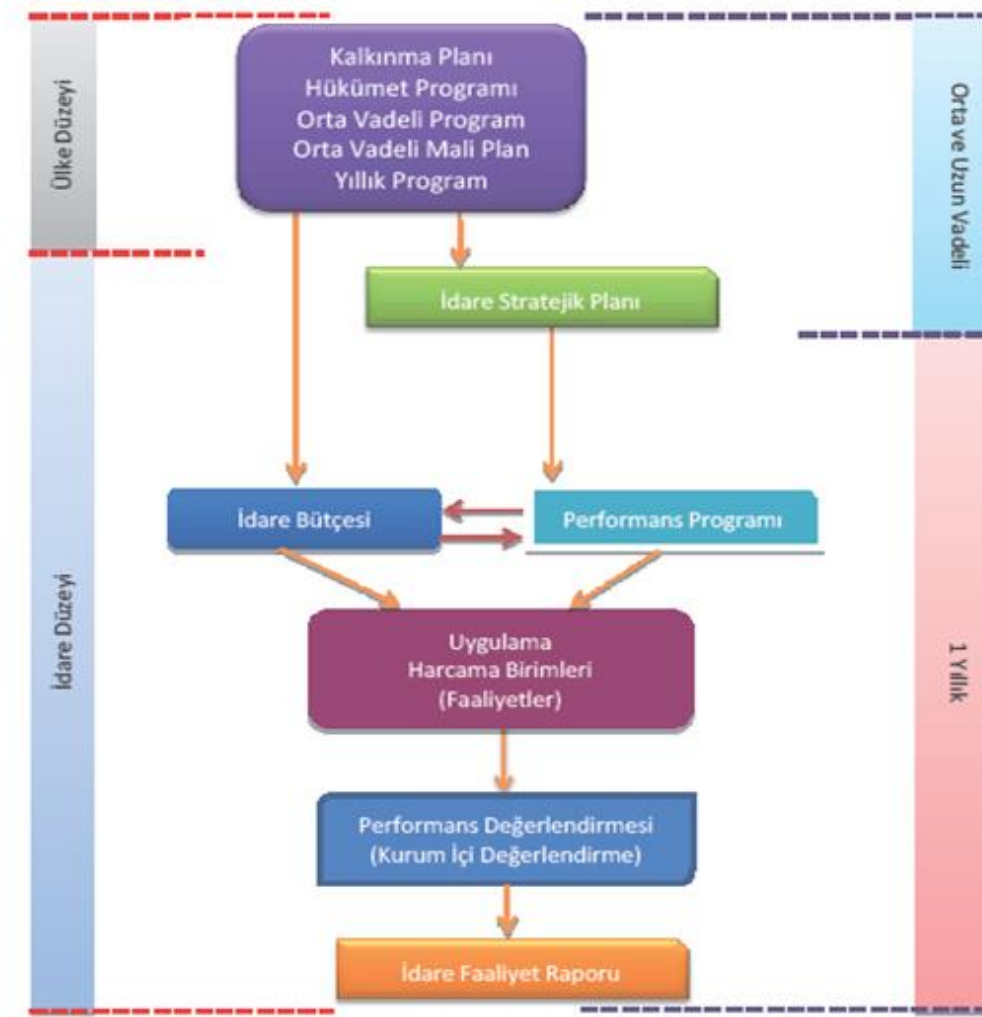 Ülke Düzeyi
Kalkınma Planı
Hükümet Programı
Orta Vadeli Program
Orta Vadeli Mali Plan
Yıllık Program
Orta ve Uzun Vadeli
İdare Stratejik Planı
İdare Düzeyi
İdare Bütçesi
Performans Programı
1 Yıllık
Uygulama
Harcama Birimleri
(Faaliyetler)
Performans Değerlendirmesi
(Kurum İçi Değerlendirme)
İdare Faaliyet Raporu